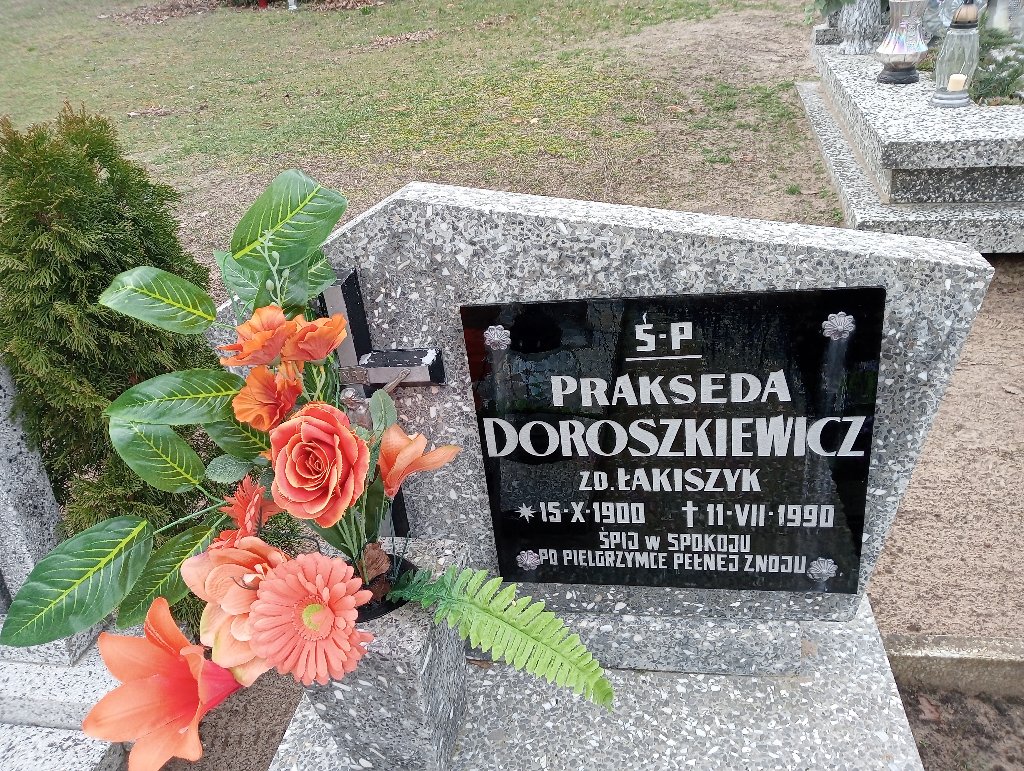 Ś-P
PRAKSEDA
DOROSZKIEWICZ
ZD. ŁAKISZYK
15-X-1900 11-VII-1990
ŚPIJ W SPOKOJU
PO PIELGRZYMCE PEŁNEJ ZNOJU